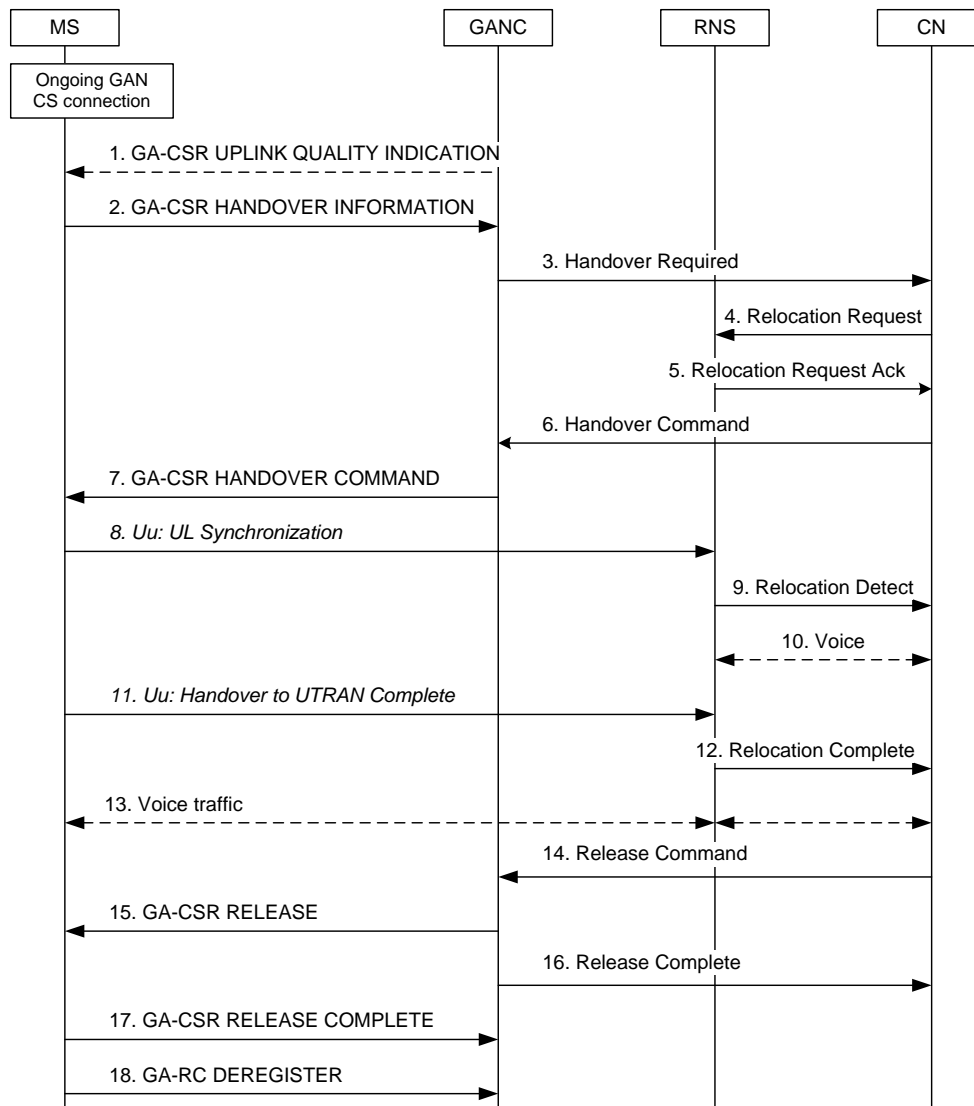 MS
GANC
RNS
CN
Ongoing GAN
CS connection
1. GA-CSR UPLINK QUALITY INDICATION
2. GA-CSR HANDOVER INFORMATION
3. Handover Required
4. Relocation Request
5. Relocation Request Ack
6. Handover Command
7. GA-CSR HANDOVER COMMAND
8. Uu: UL Synchronization
9. Relocation Detect
10. Voice
11. Uu: Handover to UTRAN Complete
12. Relocation Complete
13. Voice traffic
14. Release Command
15. GA-CSR RELEASE
16. Release Complete
17. GA-CSR RELEASE COMPLETE
18. GA-RC DEREGISTER